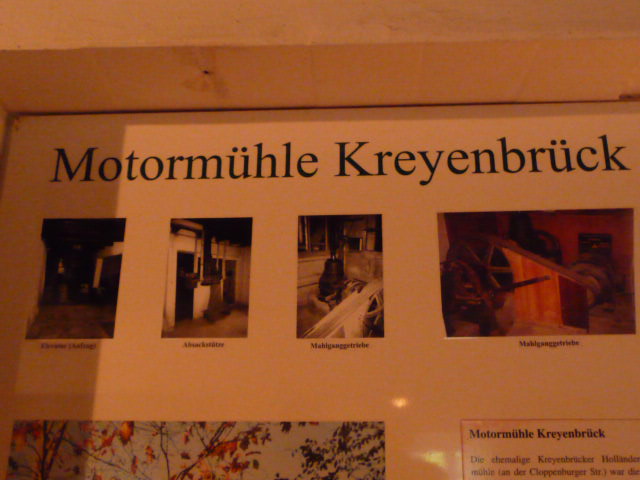 Motormühle Kreyenbrück
Elevator (Aufzug)
Absackstütze
Mahlganggetriebe
Mahlganggetriebe
Motormühle Kreyenbrück
Die ehemalige Kreyenbrücker Holländer
mühle (an der Cloppenburger Str.) war die